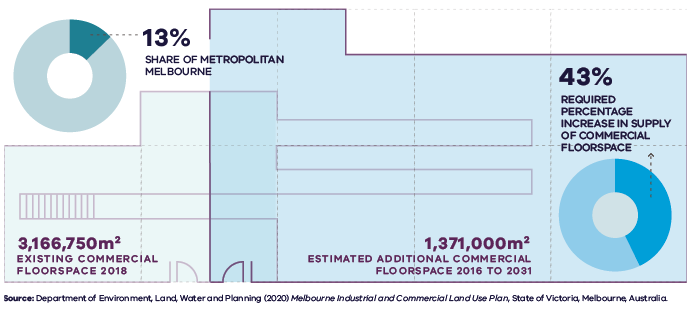 13%
SHARE OF METROPOLITAN
MELBOURNE
43%
REQUIRED
PERCENTAGE
INCREASE IN SUPPLY
OF COMMERCIAL
FLOORSPACE
3,166,750m²
EXISTING COMMERCIAL
FLOORSPACE 2018
1,371,000m²
ESTIMATED ADDITIONAL COMMERCIAL
FLOORSPACE 2016 TO 2031
Source: Department of Environment, Land, Water and Planning (2020) Melbourne Industrial and Commercial Land Use Plan, State of Victoria, Melbourne, Australia.